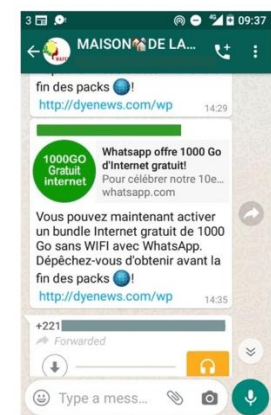 3 09:37
MAISON DE LA...
fin des packs !
http://dyenews.com/wp 14:29
1000GO
Gratuit
internet
Whatsapp offre 1000 Go
d'Internet gratuit!
Pour célébrer notre 10e...
whatsapp.com
Vous pouvez maintenant activer
un bundle Internet gratuit de 1000
Go sans WIFI avec WhatsApp.
Dépêchez-vous d'obtenir avant la
fin des packs !
http://dyenews.com/wp 14:35
+221
Forwarded
Type a mess...